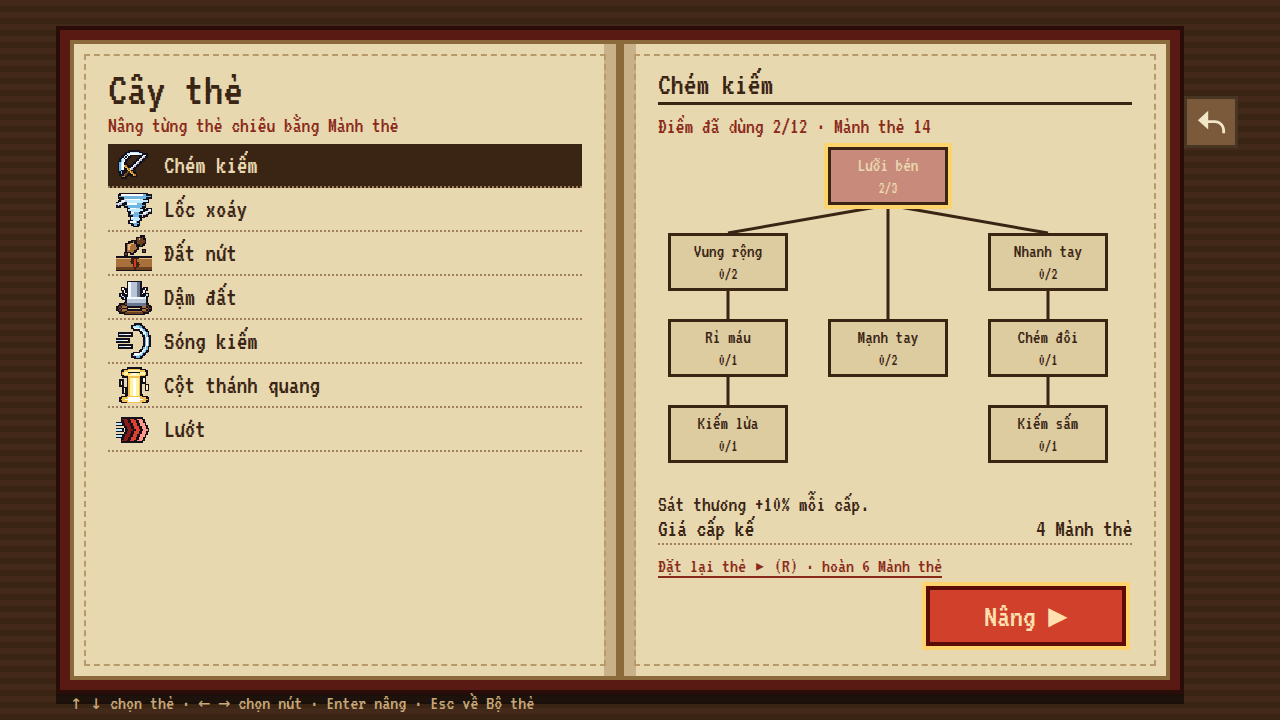 Cây thẻ
Nâng từng thẻ chiêu bằng Mảnh thẻ
Chém kiếm
Lốc xoáy
Đất nứt
Dậm đất
Sóng kiếm
Cột thánh quang
Lướt
Chém kiếm
Điểm đã dùng 2/12 · Mảnh thẻ 14
Lưỡi bén
2/3
Vung rộng
0/2
Nhanh tay
0/2
Rỉ máu
0/1
Mạnh tay
0/2
Chém đôi
0/1
Kiếm lửa
0/1
Kiếm sấm
0/1
Sát thương +10% mỗi cấp.
Giá cấp kế 4 Mảnh thẻ
Đặt lại thẻ ▶ (R) · hoàn 6 Mảnh thẻ
Nâng ▶
↑ ↓ chọn thẻ · ← → chọn nút · Enter nâng · Esc về Bộ thẻ